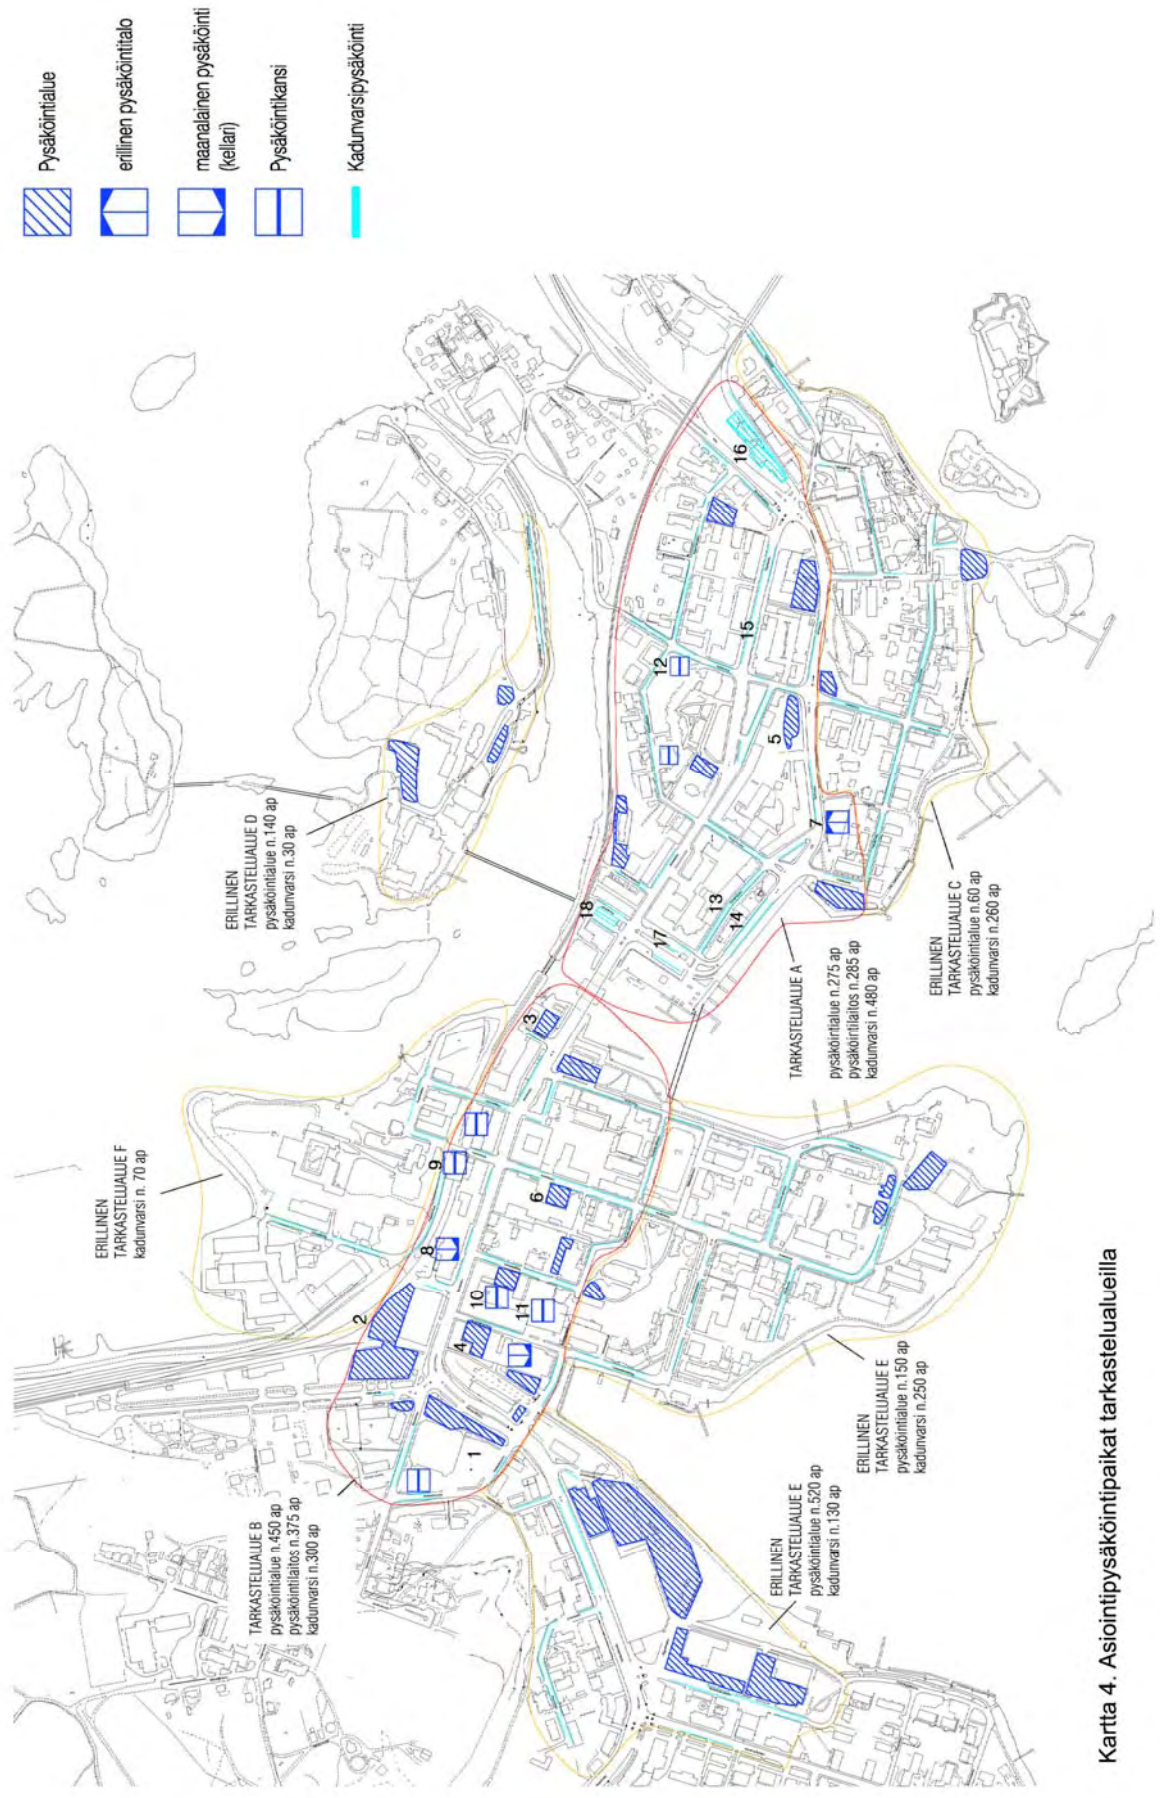 Pysäköintialue
erillinen pysäköintitalo
maanalainen pysäköinti
(kellari)
Pysäköintikansi
Kadunvarsipysäköinti
ERILLINEN
TARKASTELUALUE F
kadunvarsi n. 70 ap
ERILLINEN
TARKASTELUALUE D
pysäköintialue n.140 ap
kadunvarsi n.30 ap
TARKASTELUALUE B
pysäköintialue n.450 ap
pysäköintilaitos n.375 ap
kadunvarsi n.300 ap
TARKASTELUALUE A
pysäköintialue n.275 ap
pysäköintilaitos n.285 ap
kadunvarsi n.480 ap
ERILLINEN
TARKASTELUALUE C
pysäköintialue n.60 ap
kadunvarsi n.260 ap
ERILLINEN
TARKASTELUALUE E
pysäköintialue n.150 ap
kadunvarsi n.250 ap
ERILLINEN
TARKASTELUALUE E
pysäköintialue n.520 ap
kadunvarsi n.130 ap
1
2
3
4
5
6
7
8
9
10
11
12
13
14
15
16
17
18
Kartta 4. Asiointipysäköintipaikat tarkastelualueilla